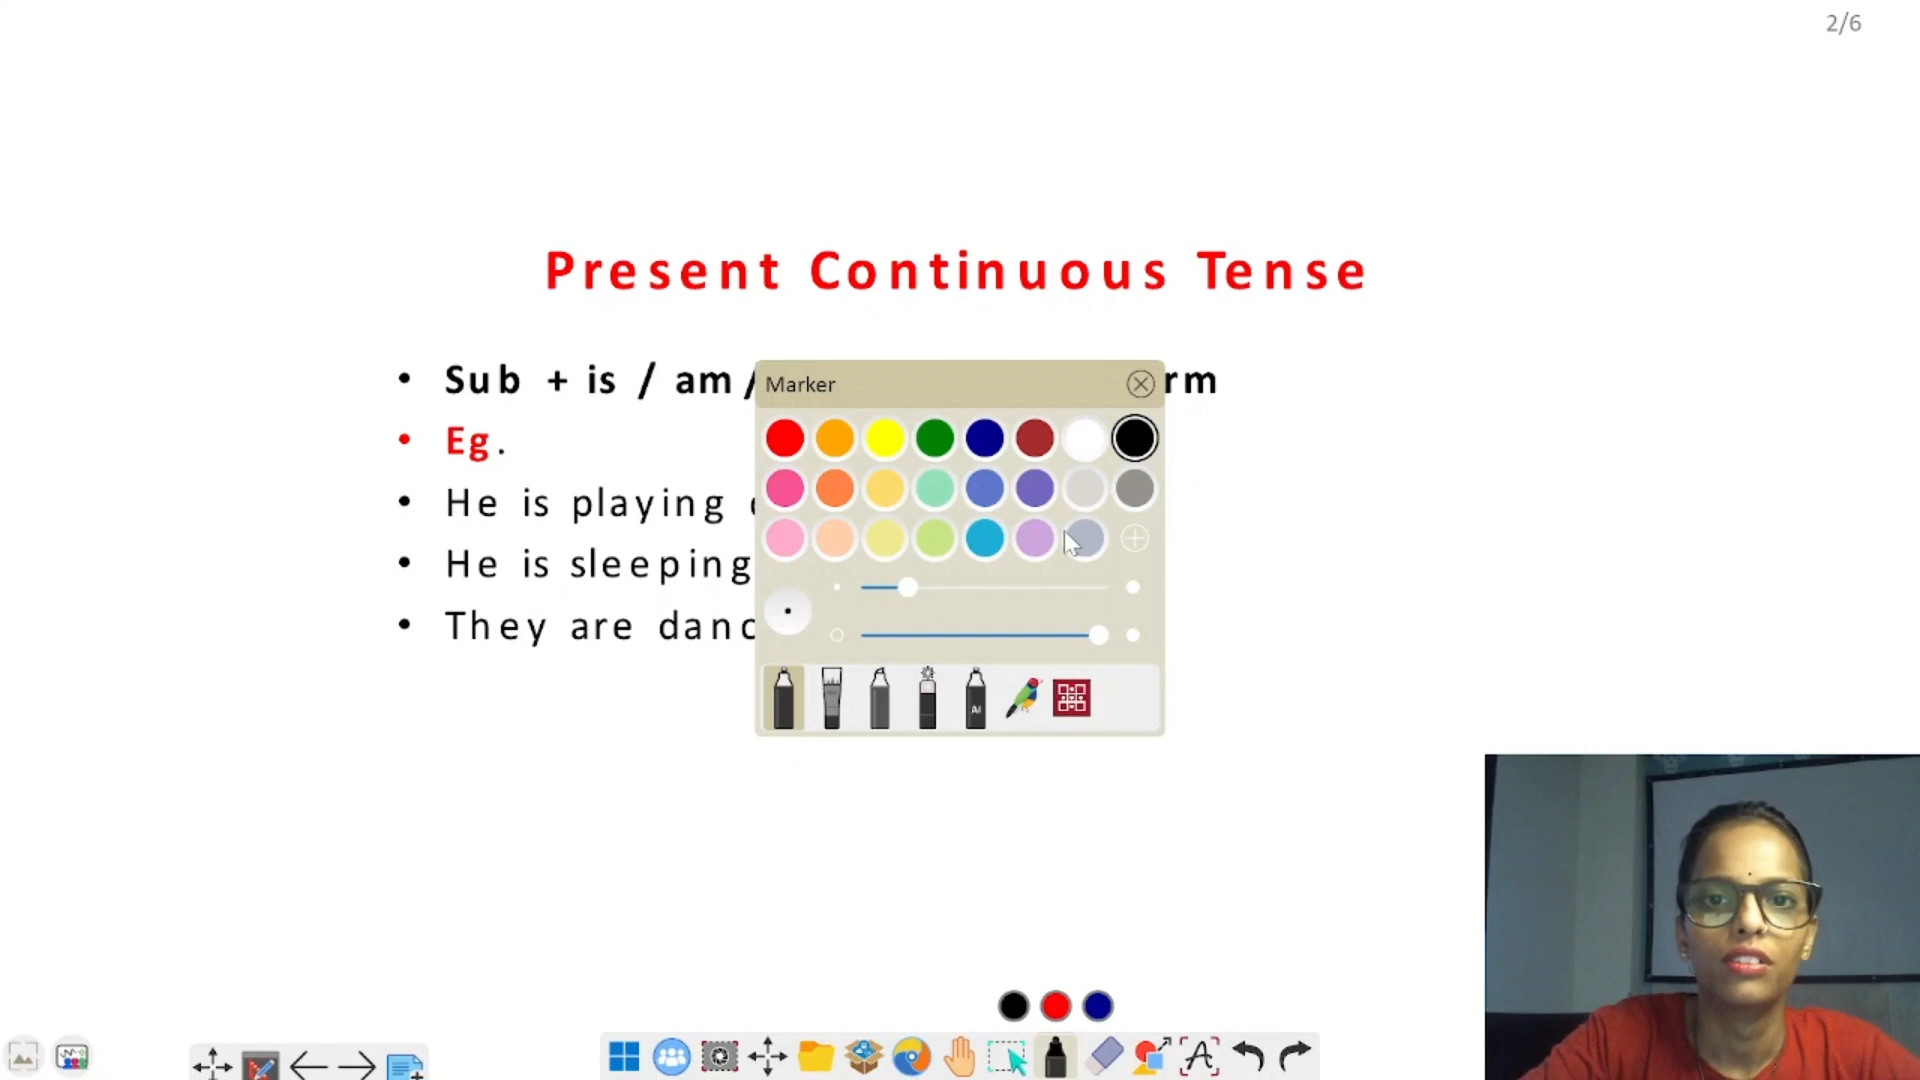 2/6
Present Continuous Tense
• Sub + is / am / rm
Marker
• Eg.
• He is playing
• He is sleeping
• They are danc
AI
A